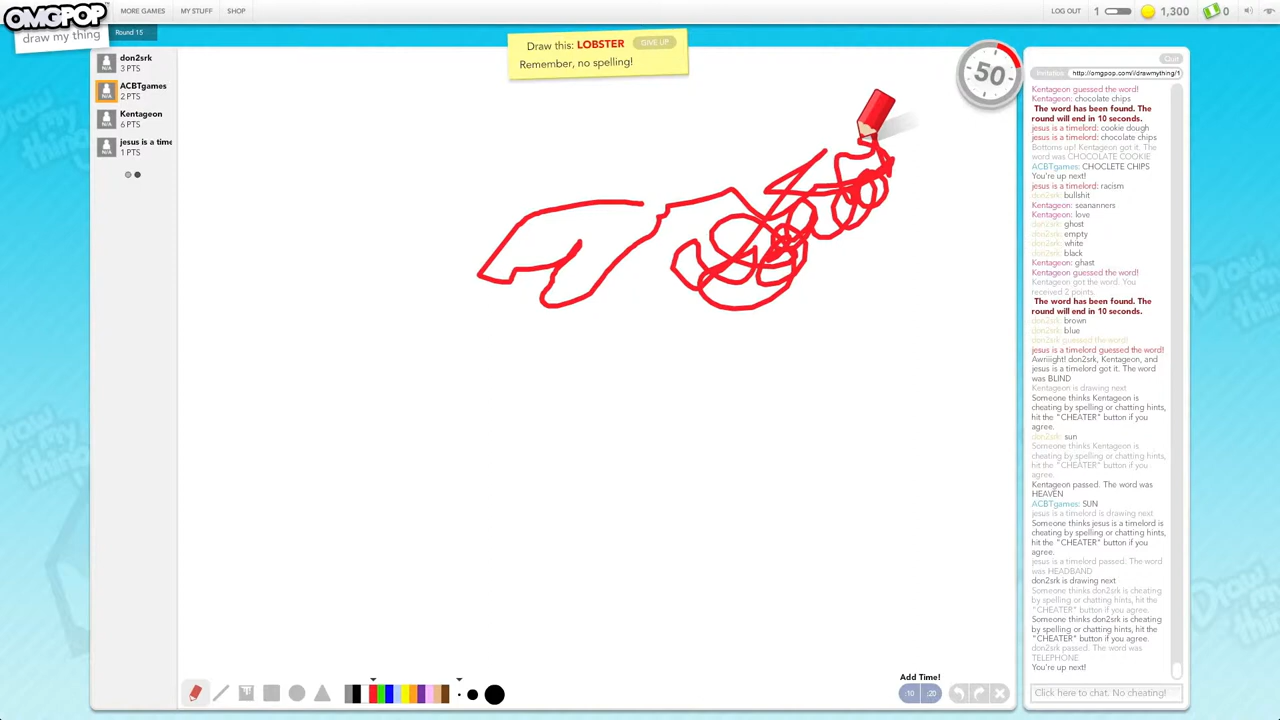 OMGPOP
MORE GAMES
MY STUFF
SHOP
LOG OUT
1
1,300
0
draw my thing
Round 15
Draw this: LOBSTER
GIVE UP
Remember, no spelling!
50
don2srk
3 PTS
ACBTgames
2 PTS
Kentageon
6 PTS
jesus is a time
1 PTS
Quit
Invitation
http://omgpop.com/i/drawmything/1
Kentageon guessed the word!
Kentageon: chocolate chips
The word has been found. The
round will end in 10 seconds.
jesus is a timelord: cookie dough
jesus is a timelord: chocolate chips
Bottoms up! Kentageon got it. The
word was CHOCOLATE COOKIE
ACBTgames: CHOCLETE CHIPS
You're up next!
jesus is a timelord: racism
don2srk: bullshit
Kentageon: seananners
Kentageon: love
don2srk: ghost
don2srk: empty
don2srk: white
don2srk: black
Kentageon: ghast
Kentageon guessed the word!
Kentageon got the word. You
received 2 points.
The word has been found. The
round will end in 10 seconds.
don2srk: brown
don2srk: blue
don2srk guessed the word!
jesus is a timelord guessed the word!
Awriiight! don2srk, Kentageon, and
jesus is a timelord got it. The word
was BLIND
Kentageon is drawing next
Someone thinks Kentageon is
cheating by spelling or chatting hints,
hit the "CHEATER" button if you
agree.
don2srk: sun
Someone thinks Kentageon is
cheating by spelling or chatting hints,
hit the "CHEATER" button if you
agree.
Kentageon passed. The word was
HEAVEN
ACBTgames: SUN
jesus is a timelord is drawing next
Someone thinks jesus is a timelord is
cheating by spelling or chatting hints,
hit the "CHEATER" button if you
agree.
jesus is a timelord passed. The word
was HEADBAND
don2srk is drawing next
Someone thinks don2srk is cheating
by spelling or chatting hints, hit the
"CHEATER" button if you agree.
Someone thinks don2srk is cheating
by spelling or chatting hints, hit the
"CHEATER" button if you agree.
don2srk passed. The word was
TELEPHONE
You're up next!
Add Time!
:10
:20
Click here to chat. No cheating!